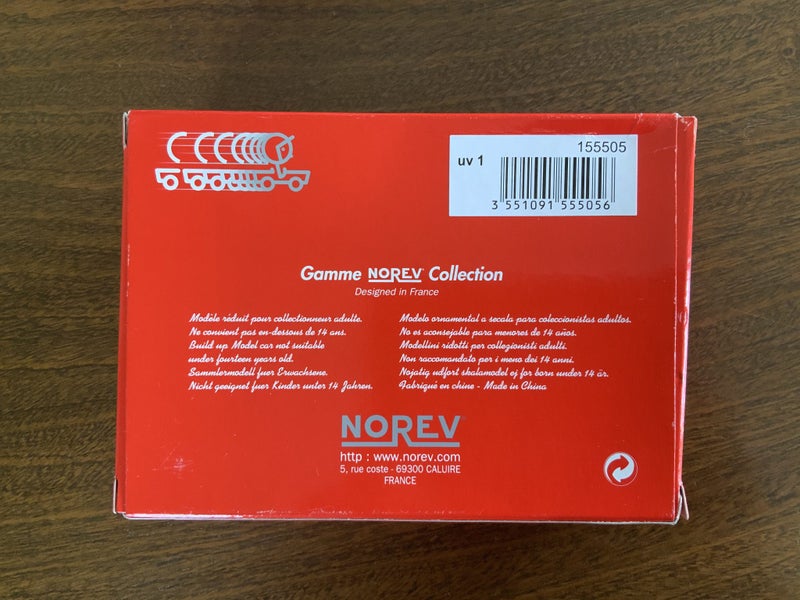 155505
uv 1
3 551091 555056
Gamme NOREV Collection
Designed in France
Modèle réduit pour collectionneur adulte.
Ne convient pas en-dessous de 14 ans.
Build up Model car not suitable
under fourteen years old.
Sammlermodell fuer Erwachsene.
Nicht geeignet fuer Kinder unter 14 Jahren.
Modelo ornamental a secala para coleccionistas adultos.
No es aconsejable para menores de 14 años.
Modellini ridotti per collezionisti adulti.
Non raccomandato per i meno dei 14 anni.
Nojatig udfort skalamodel ej for born under 14 år.
Fabriqué en chine - Made in China
NOREV
http : www.norev.com
5, rue coste - 69300 CALUIRE
FRANCE